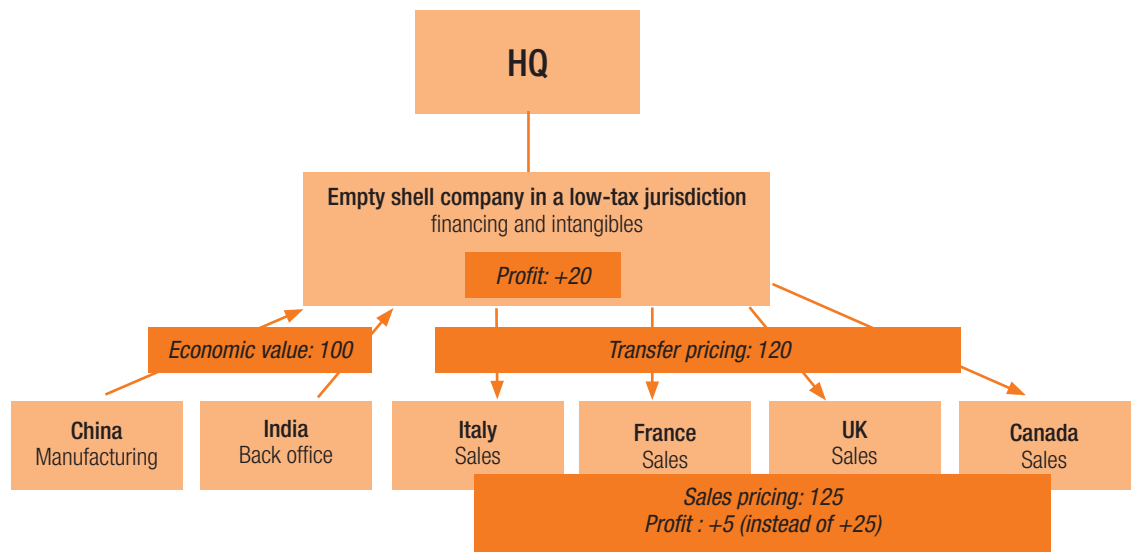 HQ
Empty shell company in a low-tax jurisdiction
financing and intangibles
Profit: +20
Economic value: 100
Transfer pricing: 120
China
Manufacturing
India
Back office
Italy
Sales
France
Sales
UK
Sales
Canada
Sales
Sales pricing: 125
Profit : +5 (instead of +25)